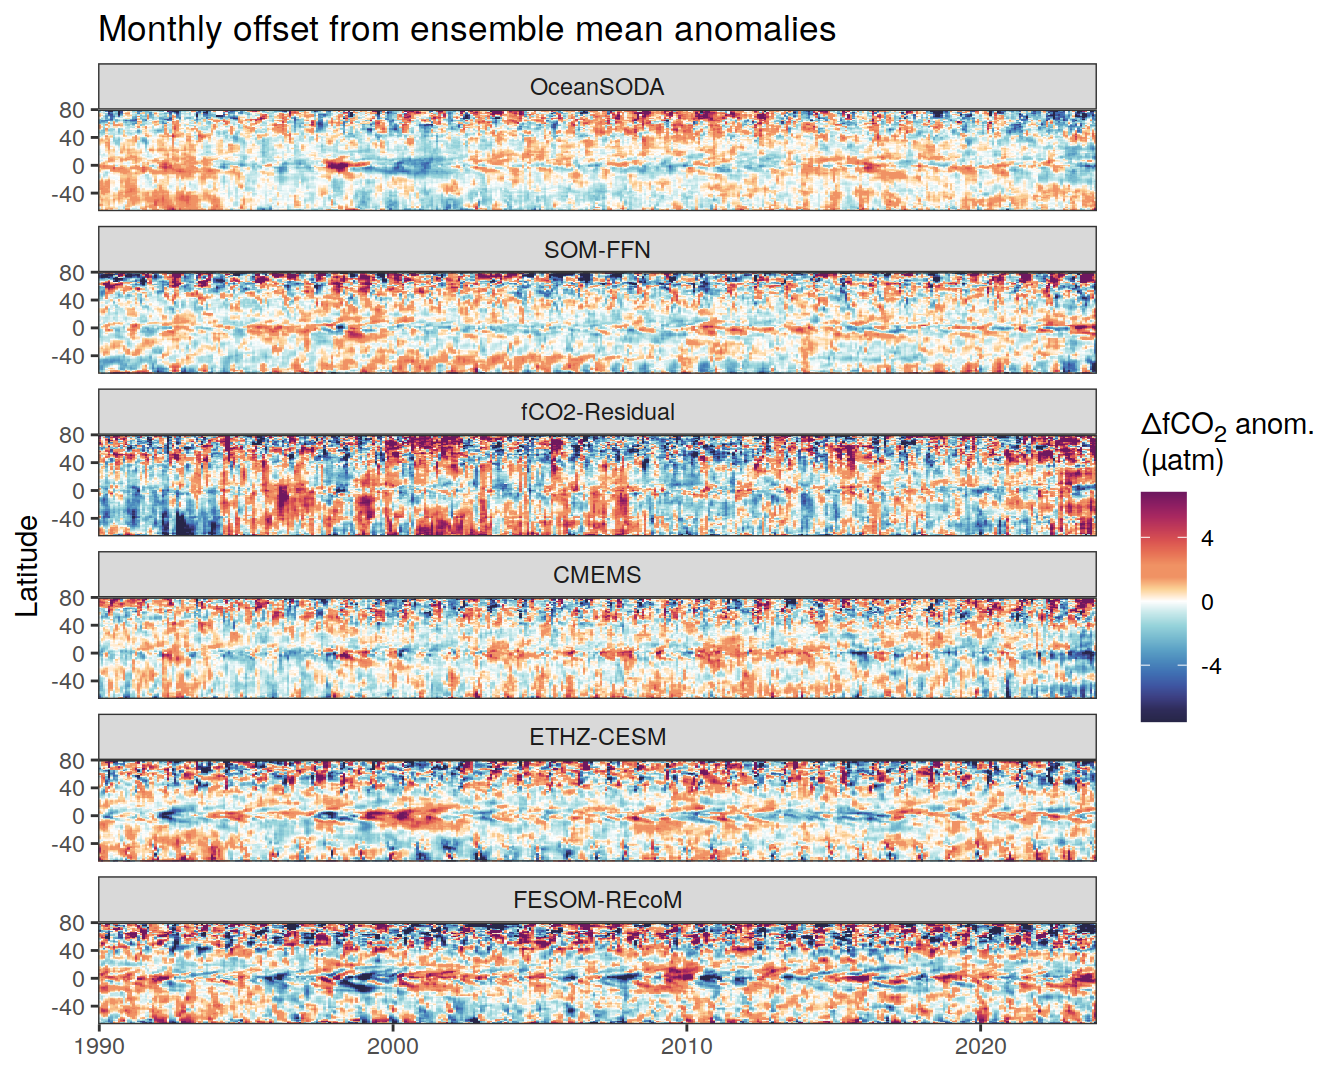 Monthly offset from ensemble mean anomalies
OceanSODA
80
40
0
-40
SOM-FFN
80
40
0
-40
fCO2-Residual
80
40
0
-40
CMEMS
80
40
0
-40
ETHZ-CESM
80
40
0
-40
FESOM-REcoM
80
40
0
-40
1990 2000 2010 2020
Latitude
ΔfCO₂ anom.
(µatm)
4
0
-4